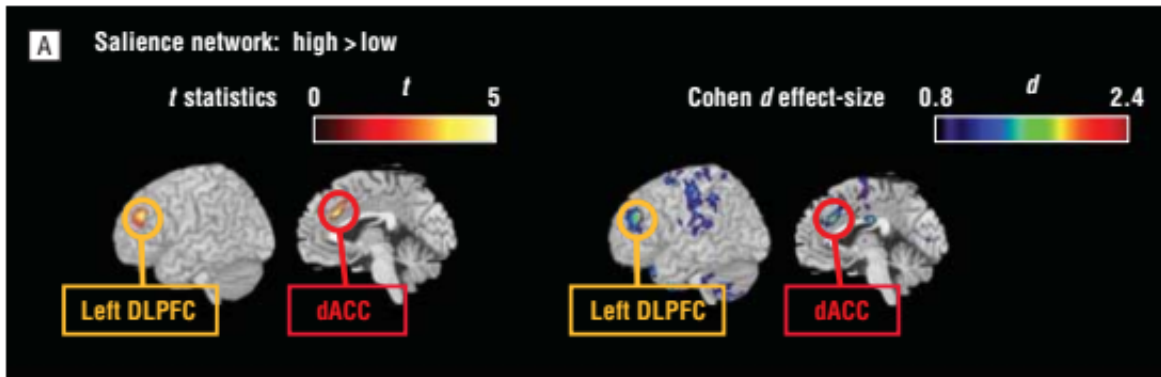 A Salience network: high > low
t statistics 0 t 5
Cohen d effect-size 0.8 d 2.4
Left DLPFC
dACC
Left DLPFC
dACC